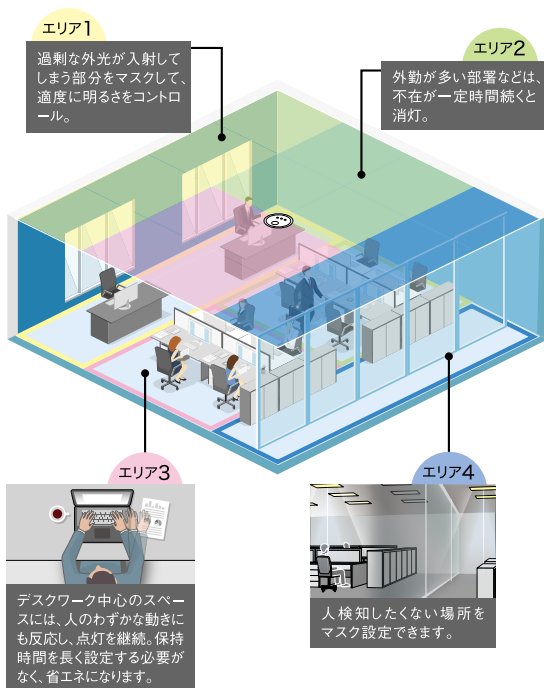 エリア1
過剰な外光が入射して
しまう部分をマスクして、
適度に明るさをコントロ
ール。
エリア2
外勤が多い部署などは、
不在が一定時間続くと
消灯。
エリア3
デスクワーク中心のスペー
スには、人のわずかな動きに
も反応し、点灯を継続。保持
時間を長く設定する必要が
なく、省エネになります。
エリア4
人検知したくない場所を
マスク設定できます。